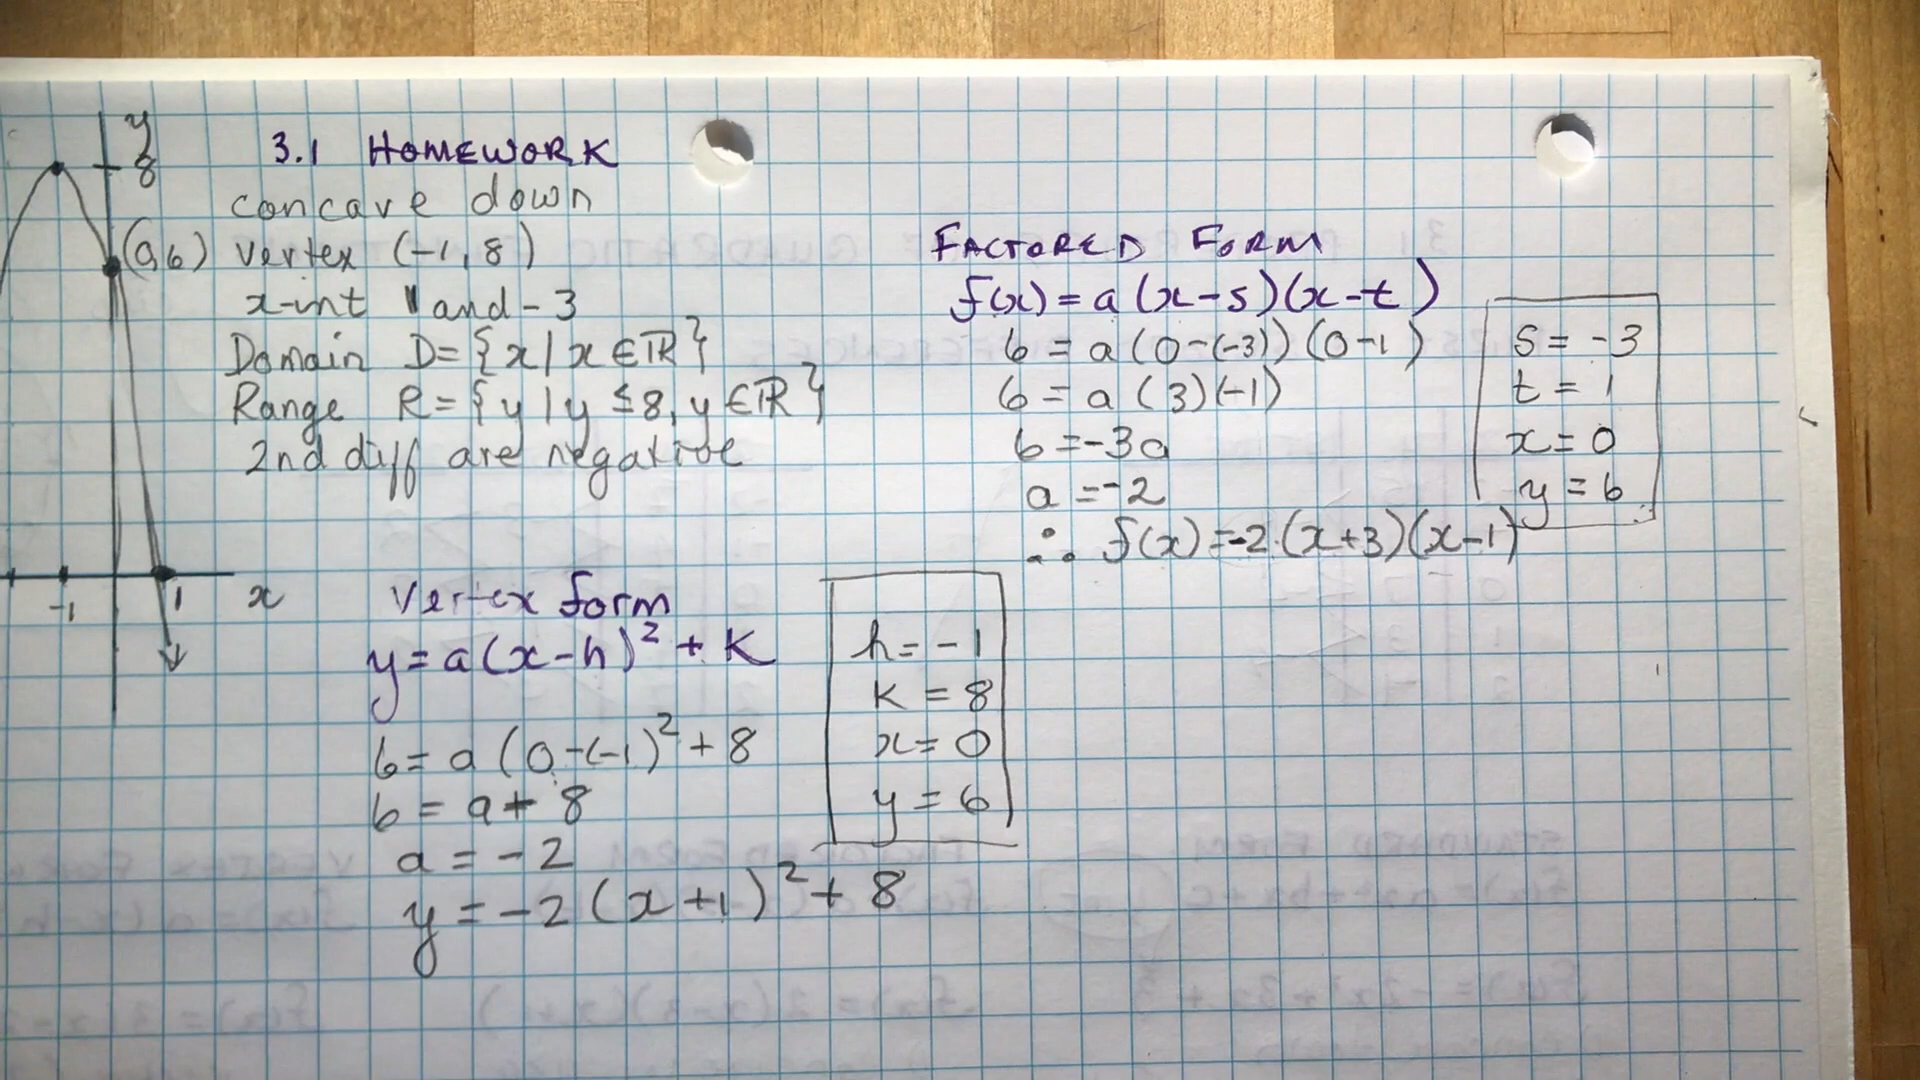 y
8
(0,6)
-1
1
x
3.1 HOMEWORK
concave down
vertex (-1,8)
x-int 1 and -3
Domain D={x/x∈ℝ}
Range R={y/y≤8, y∈ℝ}
2nd diff are negative
FACTORED FORM
f(x)=a(x-s)(x-t)
6=a(0-(-3))(0-1)
6=a(3)(-1)
6=-3a
a=-2
∴ f(x)=-2(x+3)(x-1)
s=-3
t=1
x=0
y=6
Vertex form
y=a(x-h)²+K
6=a(0-(-1)²+8
6=a+8
a=-2
y=-2(x+1)²+8
h=-1
K=8
x=0
y=6